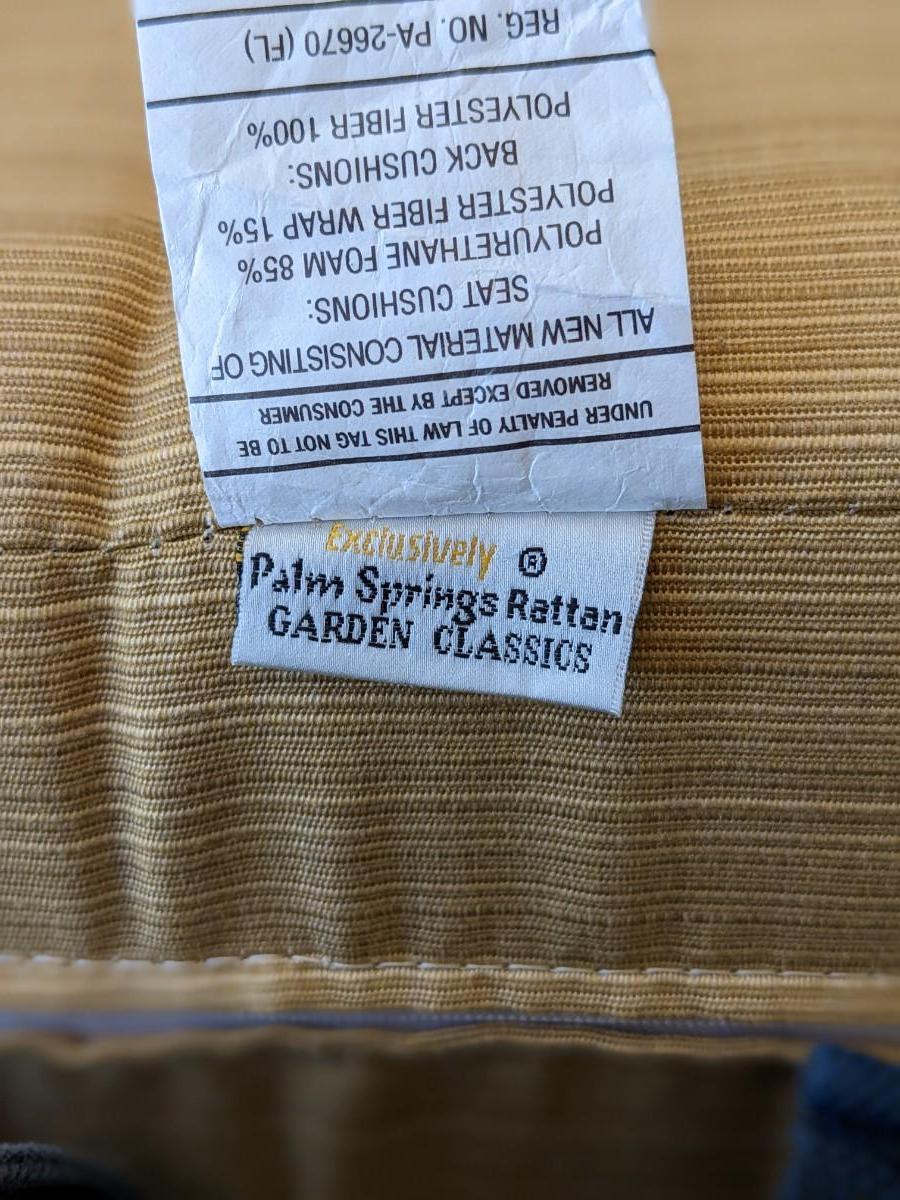 UNDER PENALTY OF LAW THIS TAG NOT TO BE
REMOVED EXCEPT BY THE CONSUMER
ALL NEW MATERIAL CONSISTING OF
SEAT CUSHIONS:
POLYURETHANE FOAM 85%
POLYESTER FIBER WRAP 15%
BACK CUSHIONS:
POLYESTER FIBER 100%
REG. NO. PA-26670 (FL)
Exclusively ®
Palm Springs Rattan
GARDEN CLASSICS